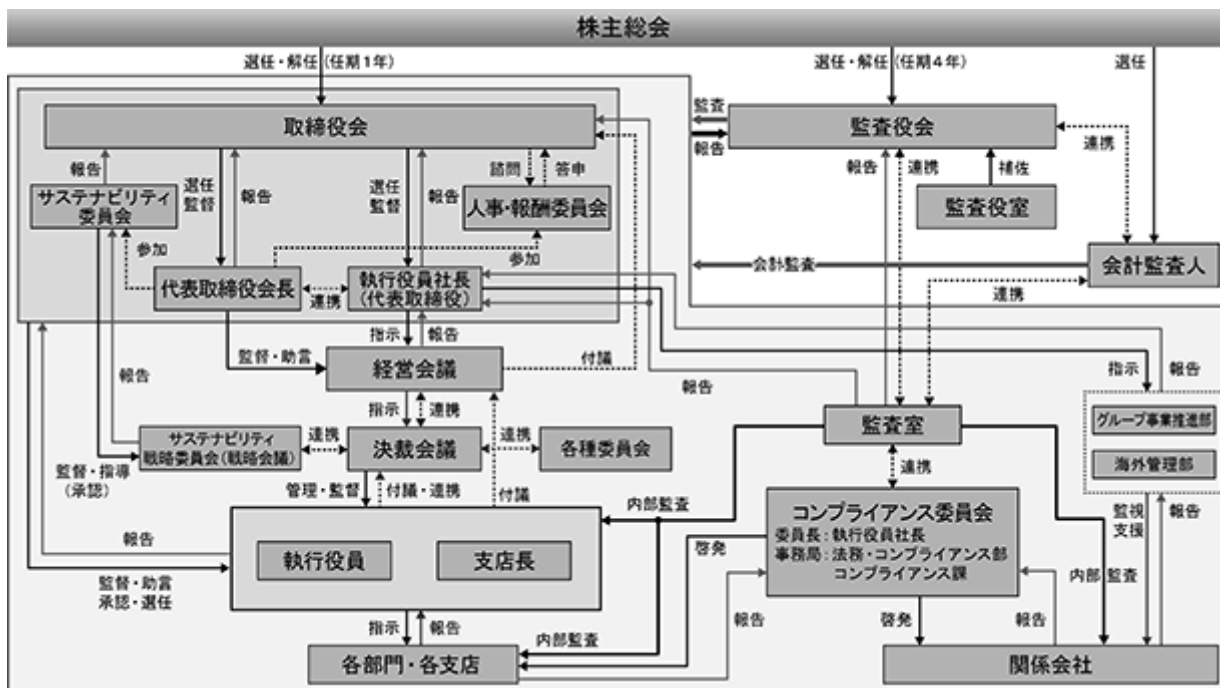 株主総会
選任・解任(任期1年)
選任・解任(任期4年)
選任
取締役会
監査
報告
監査役会
連携
報告
選任
監督
報告
選任
監督
報告
諮問
答申
報告
連携
補佐
サステナビリティ
委員会
人事・報酬委員会
監査役室
参加
参加
会計監査
会計監査人
代表取締役会長
連携
執行役員社長
(代表取締役)
連携
指示
報告
監督・助言
経営会議
付議
報告
指示
報告
報告
指示
連携
サステナビリティ
戦略委員会(戦略会議)
連携
決裁会議
連携
各種委員会
監査室
グループ事業推進部
海外管理部
監督・指導
(承認)
管理・監督
付議・連携
付議
内部監査
連携
コンプライアンス委員会
委員長:執行役員社長
事務局:法務・コンプライアンス部
コンプライアンス課
監視
支援
報告
報告
執行役員
支店長
啓発
内部監査
監督・助言
承認・選任
指示
報告
内部監査
報告
啓発
報告
各部門・各支店
関係会社